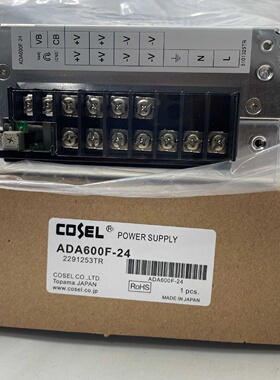 ADA600F-24
VB
CB
+V
+V
+V
+V
-V
-V
-V
-V
N
L
COSEL®
POWER SUPPLY
ADA600F-24
2291253TR
COSEL CO.,LTD.
Topama.JAPAN
www.cosel.co.jp
RoHS
ADA600F-24
1 pcs.
MADE IN JAPAN